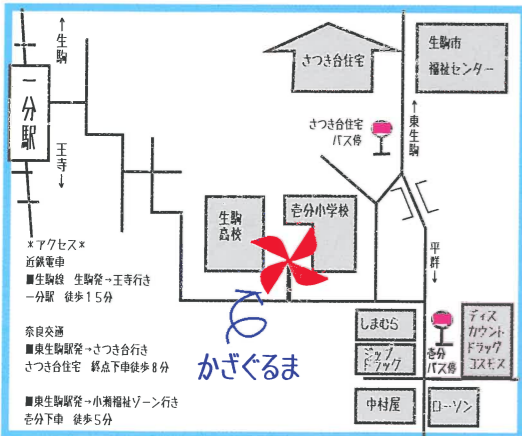 ↑生駒
一分駅
王寺↓
さつき台住宅
生駒市
福祉センター
さつき台住宅
バス停
↑東生駒
生駒
高校
壱分小学校
平群↓
かざぐるま
しまむら
ジップ
ドラッグ
壱分
バス停
ディス
カウント
ドラッグ
コスモス
中村屋
ローソン
*アクセス*
近鉄電車
■生駒線 生駒発→王寺行き
一分駅 徒歩15分
奈良交通
■東生駒駅発→さつき台行き
さつき台住宅 終点下車徒歩8分
■東生駒駅発→小瀬福祉ゾーン行き
壱分下車 徒歩5分